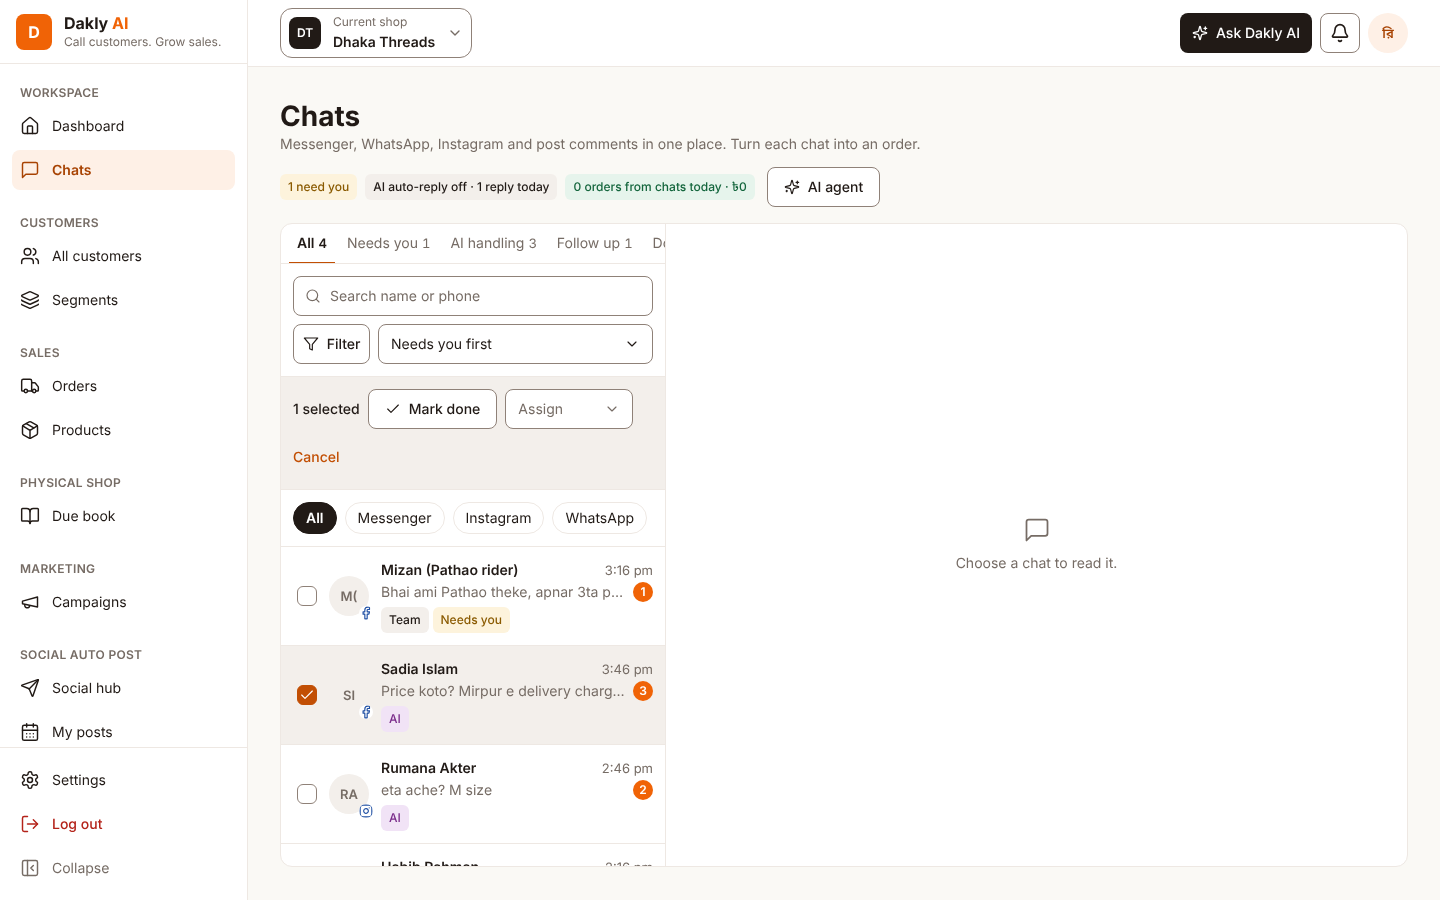 D
Dakly AI
Call customers. Grow sales.
WORKSPACE
Dashboard
Chats
CUSTOMERS
All customers
Segments
SALES
Orders
Products
PHYSICAL SHOP
Due book
MARKETING
Campaigns
SOCIAL AUTO POST
Social hub
My posts
Settings
Log out
Collapse
DT
Current shop
Dhaka Threads
Ask Dakly AI
রি
Chats
Messenger, WhatsApp, Instagram and post comments in one place. Turn each chat into an order.
1 need you
AI auto-reply off · 1 reply today
0 orders from chats today · ৳0
AI agent
All 4
Needs you 1
AI handling 3
Follow up 1
Search name or phone
Filter
Needs you first
1 selected
Mark done
Assign
Cancel
All
Messenger
Instagram
WhatsApp
M(
Mizan (Pathao rider)
3:16 pm
Bhai ami Pathao theke, apnar 3ta p...
1
Team
Needs you
SI
Sadia Islam
3:46 pm
Price koto? Mirpur e delivery charg...
3
AI
RA
Rumana Akter
2:46 pm
eta ache? M size
2
AI
Choose a chat to read it.